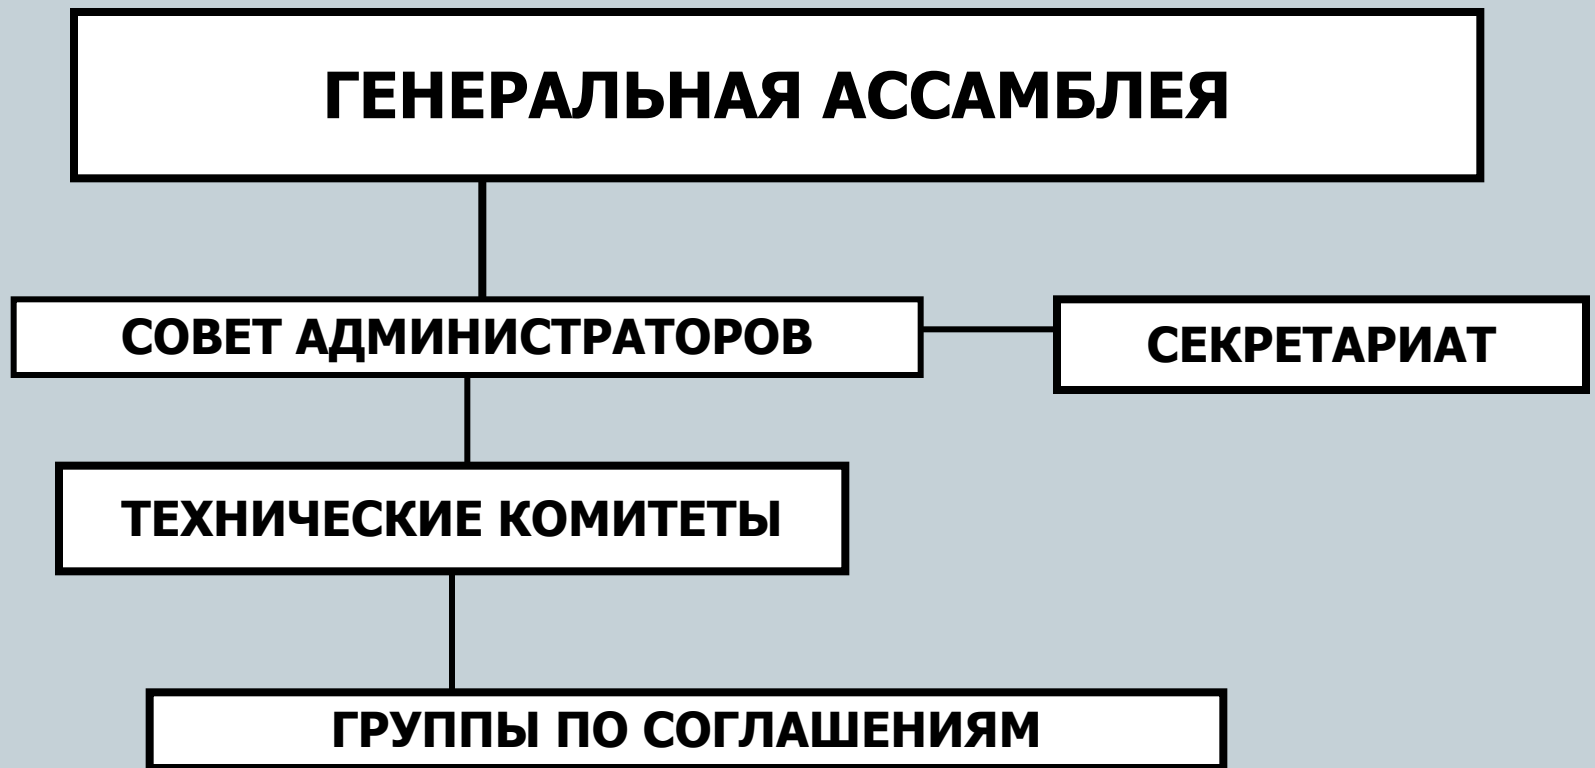 ГЕНЕРАЛЬНАЯ АССАМБЛЕЯ
СОВЕТ АДМИНИСТРАТОРОВ
СЕКРЕТАРИАТ
ТЕХНИЧЕСКИЕ КОМИТЕТЫ
ГРУППЫ ПО СОГЛАШЕНИЯМ